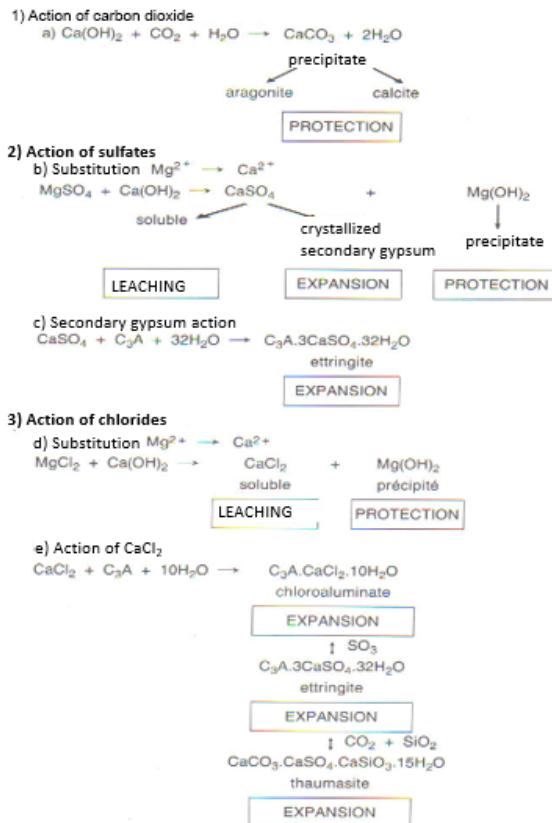 1) Action of carbon dioxide
a) Ca(OH)₂ + CO₂ + H₂O → CaCO₃ + 2H₂O
precipitate
aragonite calcite
PROTECTION
2) Action of sulfates
b) Substitution Mg²⁺ → Ca²⁺
MgSO₄ + Ca(OH)₂ → CaSO₄ + Mg(OH)₂
soluble
crystallized
secondary gypsum
precipitate
LEACHING EXPANSION PROTECTION
c) Secondary gypsum action
CaSO₄ + C₃A + 32H₂O → C₃A.3CaSO₄.32H₂O
ettringite
EXPANSION
3) Action of chlorides
d) Substitution Mg²⁺ → Ca²⁺
MgCl₂ + Ca(OH)₂ → CaCl₂ + Mg(OH)₂
soluble précipité
LEACHING PROTECTION
e) Action of CaCl₂
CaCl₂ + C₃A + 10H₂O → C₃A.CaCl₂.10H₂O
chloroaluminate
EXPANSION
↕ SO₃
C₃A.3CaSO₄.32H₂O
ettringite
EXPANSION
↕ CO₂ + SiO₂
CaCO₃.CaSO₄.CaSiO₃.15H₂O
thaumasite
EXPANSION